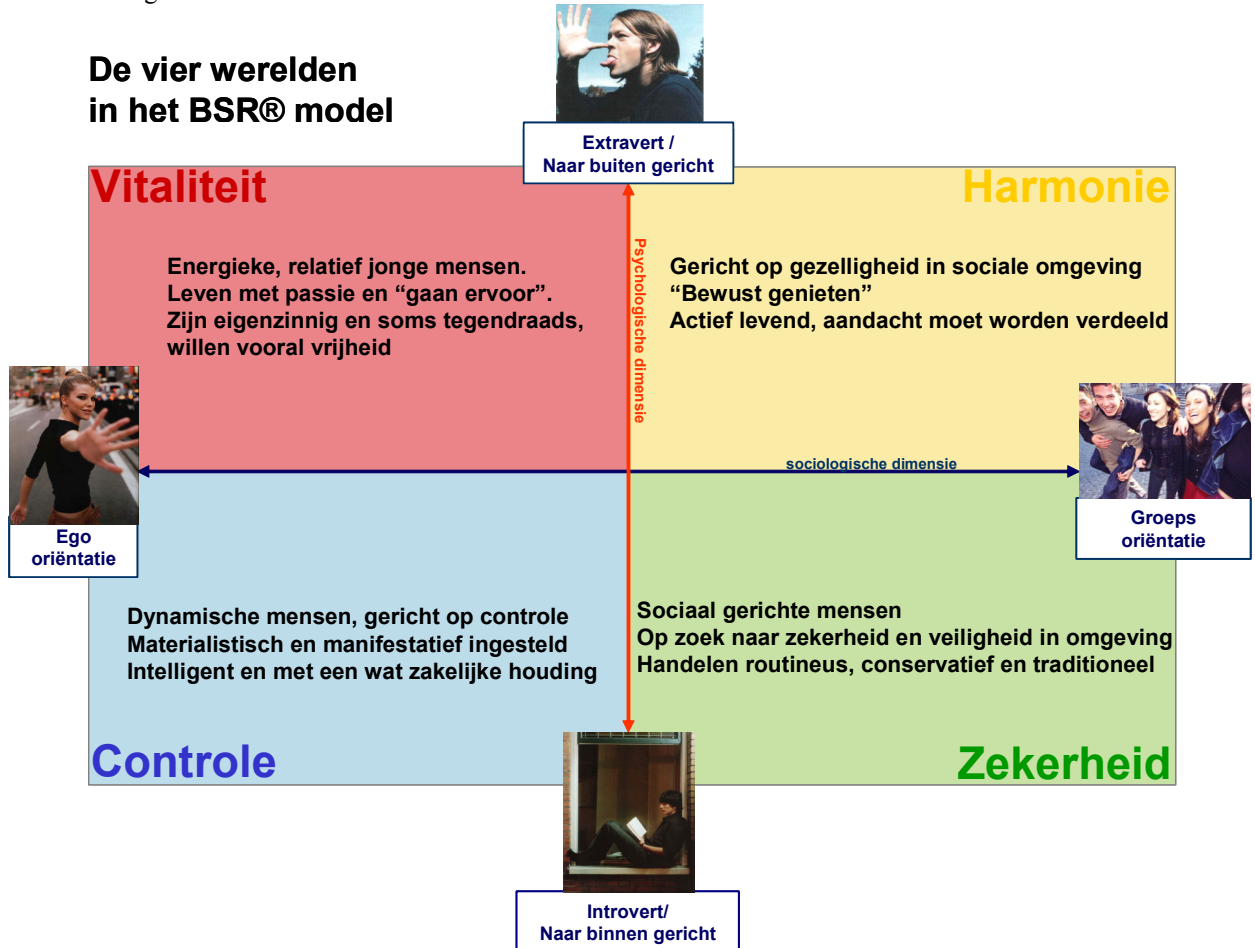 De vier werelden
in het BSR® model
Extravert /
Naar buiten gericht
Vitaliteit
Harmonie
Energieke, relatief jonge mensen.
Leven met passie en “gaan ervoor”.
Zijn eigenzinnig en soms tegendraads,
willen vooral vrijheid
Psychologische dimensie
Gericht op gezelligheid in sociale omgeving
“Bewust genieten”
Actief levend, aandacht moet worden verdeeld
sociologische dimensie
Ego
oriëntatie
Groeps
oriëntatie
Dynamische mensen, gericht op controle
Materialistisch en manifestatief ingesteld
Intelligent en met een wat zakelijke houding
Sociaal gerichte mensen
Op zoek naar zekerheid en veiligheid in omgeving
Handelen routineus, conservatief en traditioneel
Controle
Zekerheid
Introvert/
Naar binnen gericht